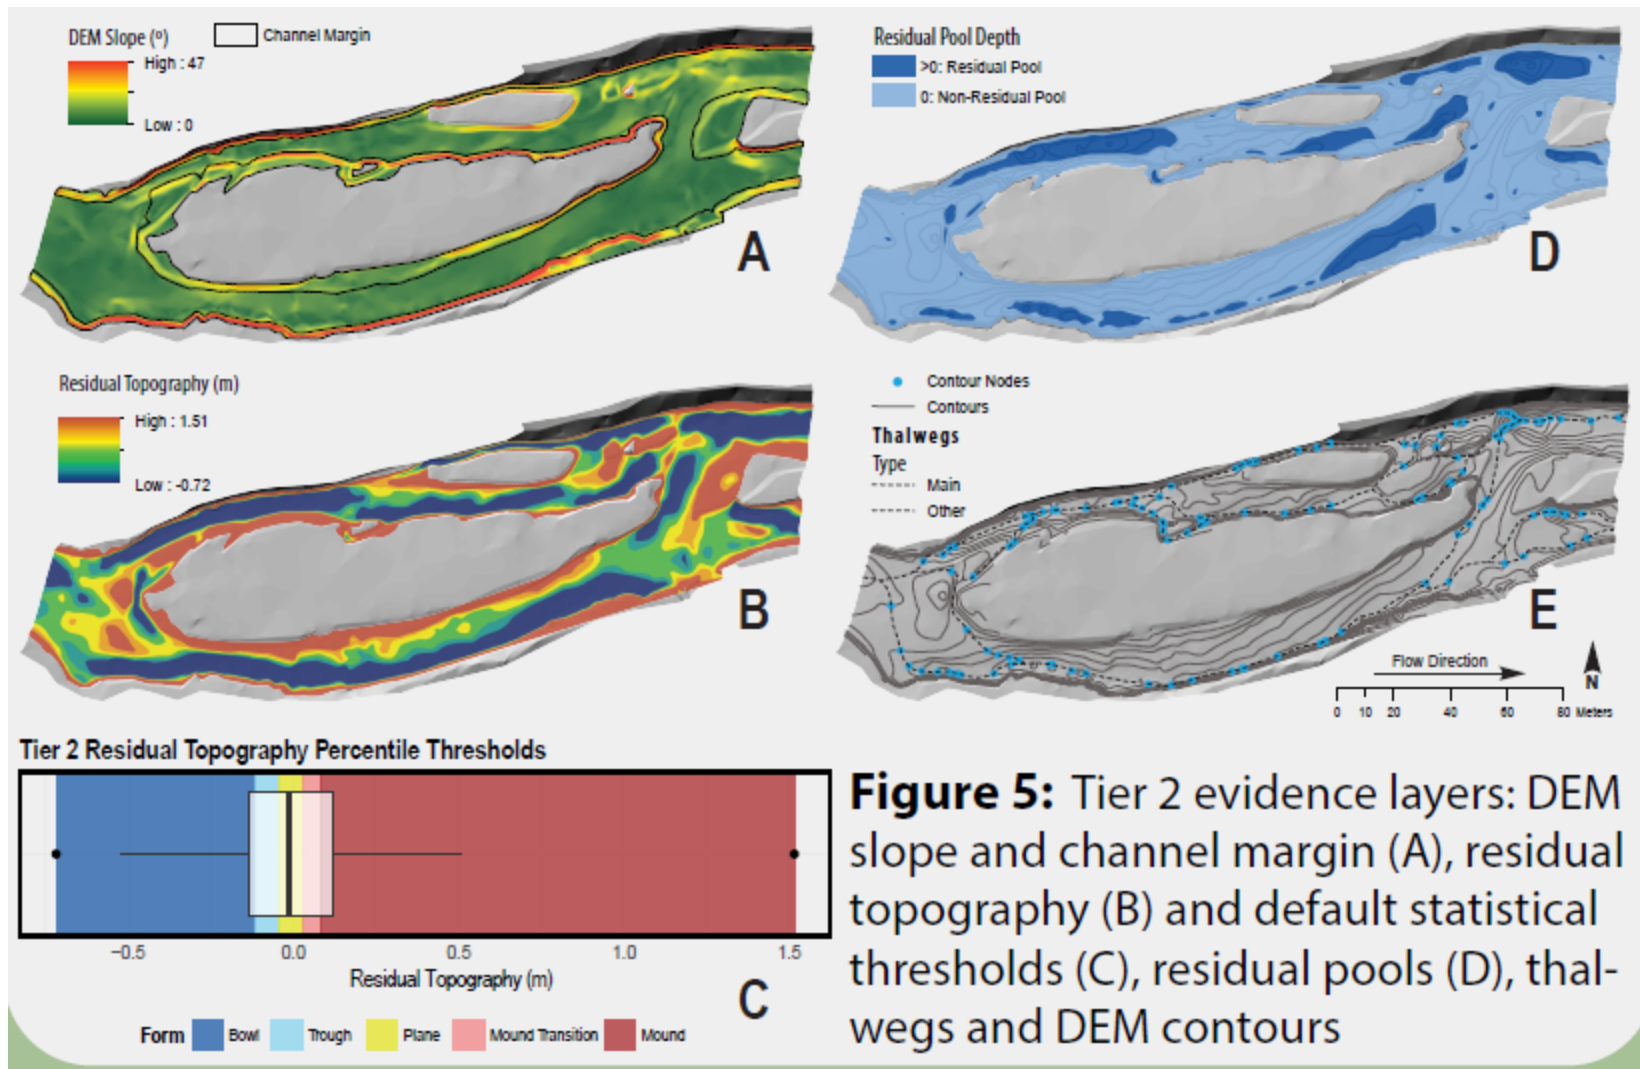 DEM Slope (º)
Channel Margin
High : 47
Low : 0
A
Residual Pool Depth
>0: Residual Pool
0: Non-Residual Pool
D
Residual Topography (m)
High : 1.51
Low : -0.72
B
Contour Nodes
Contours
Thalwegs
Type
Main
Other
E
Flow Direction
N
0 10 20 40 60 80 Meters
Tier 2 Residual Topography Percentile Thresholds
−0.5 0.0 0.5 1.0 1.5
Residual Topography (m)
C
Form Bowl Trough Plane Mound Transition Mound
Figure 5: Tier 2 evidence layers: DEM
slope and channel margin (A), residual
topography (B) and default statistical
thresholds (C), residual pools (D), thal-
wegs and DEM contours